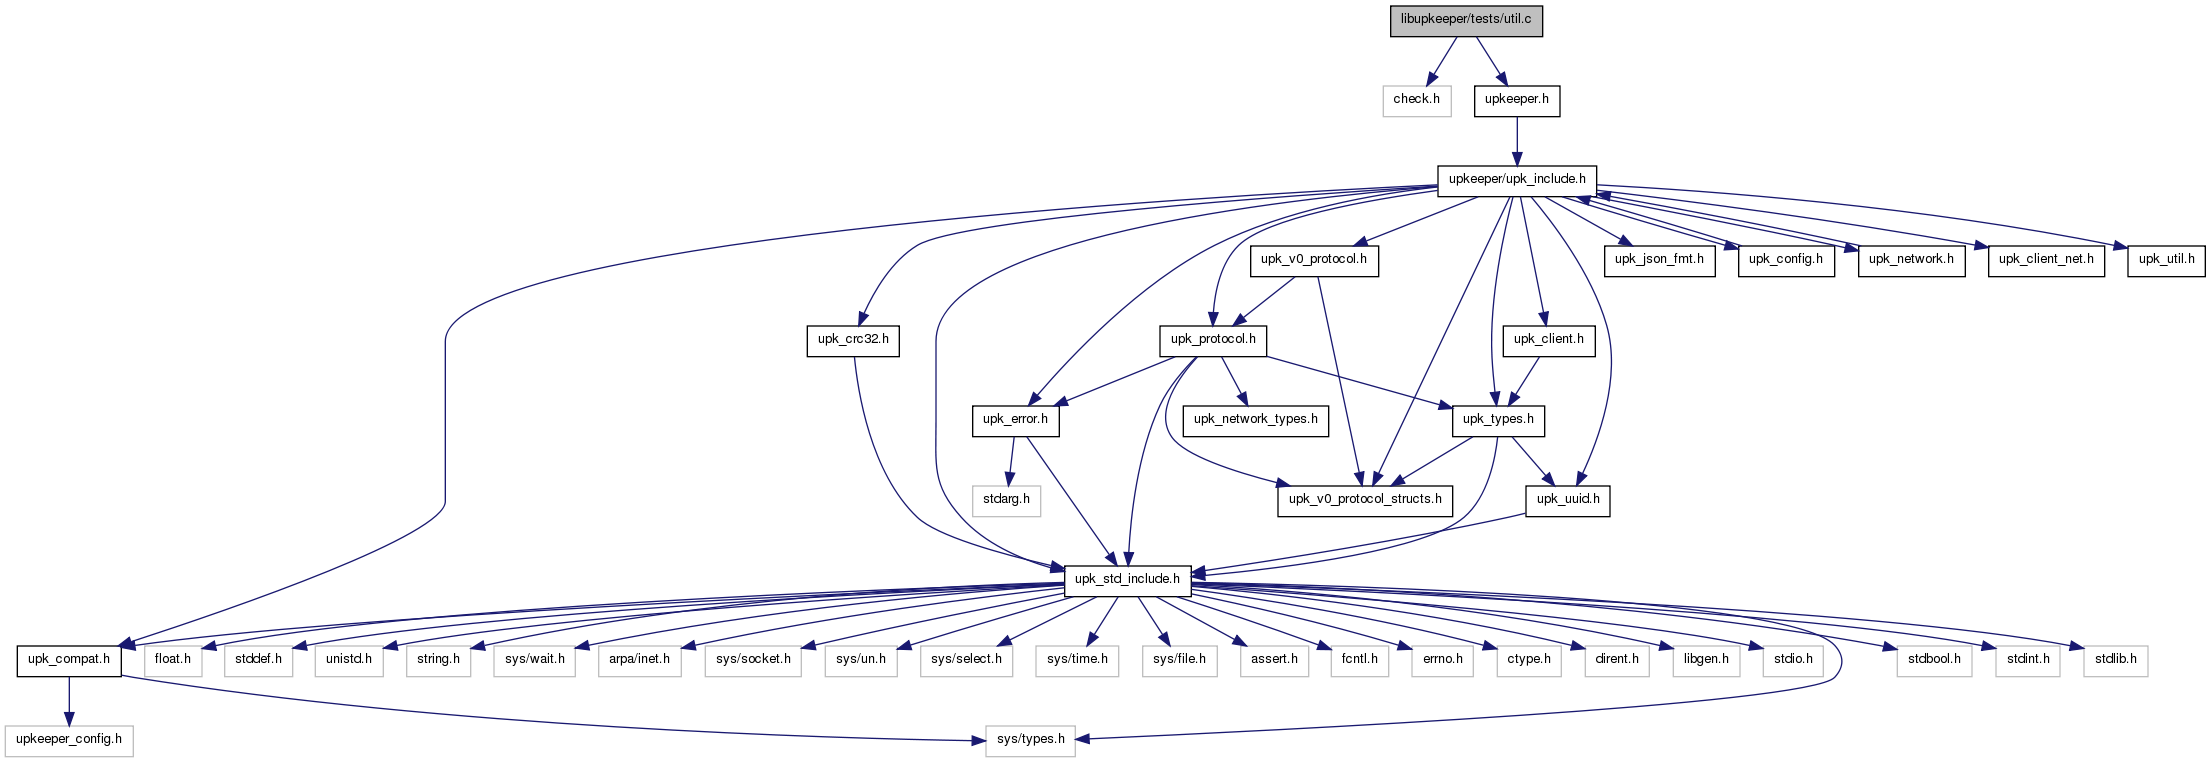 libupkeeper/tests/util.c
check.h
upkeeper.h
upkeeper/upk_include.h
upk_v0_protocol.h
upk_json_fmt.h
upk_config.h
upk_network.h
upk_client_net.h
upk_util.h
upk_crc32.h
upk_protocol.h
upk_client.h
upk_error.h
upk_network_types.h
upk_types.h
stdarg.h
upk_v0_protocol_structs.h
upk_uuid.h
upk_std_include.h
upk_compat.h
float.h
stddef.h
unistd.h
string.h
sys/wait.h
arpa/inet.h
sys/socket.h
sys/un.h
sys/select.h
sys/time.h
sys/file.h
assert.h
fcntl.h
errno.h
ctype.h
dirent.h
libgen.h
stdio.h
stdbool.h
stdint.h
stdlib.h
upkeeper_config.h
sys/types.h